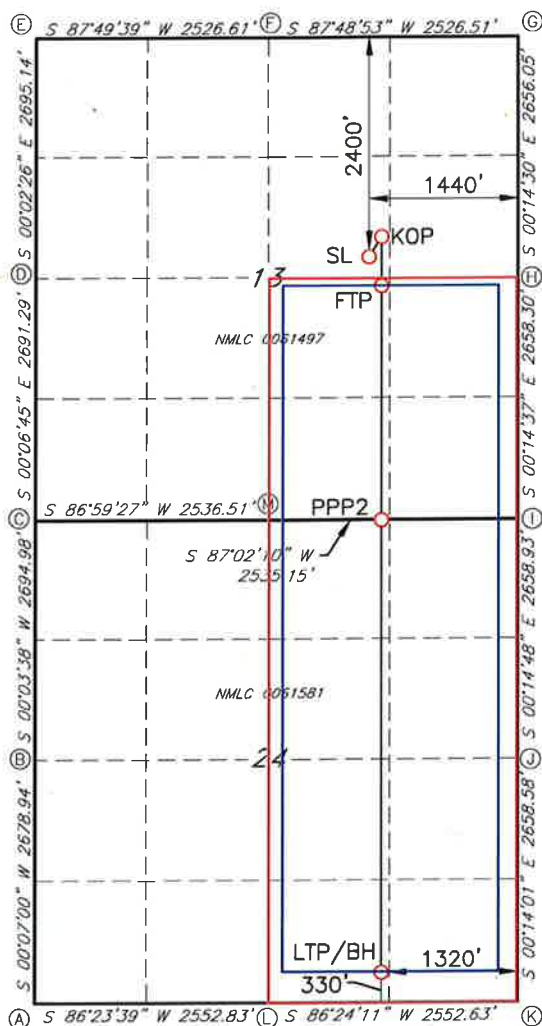 E F G
S 87°49'39" W 2526.61' S 87°48'53" W 2526.51'
S 00°02'26" E 2695.14'
2400'
S 00°14'30" E 2656.05'
1440'
KOP
SL
D 13 H
FTP
S 00°06'45" E 2691.29'
NMLC 0061497
S 00°14'37" E 2658.30'
S 86°59'27" W 2536.51' M PPP2
C I
S 87°02'10" W
2535.15'
S 00°03'38" W 2694.98'
S 00°14'48" E 2658.93'
NMLC 0061581
B 24 J
S 00°07'00" W 2678.94'
S 00°14'01" E 2658.58'
LTP/BH 1320'
330'
A S 86°23'39" W 2552.83' L S 86°24'11" W 2552.63' K